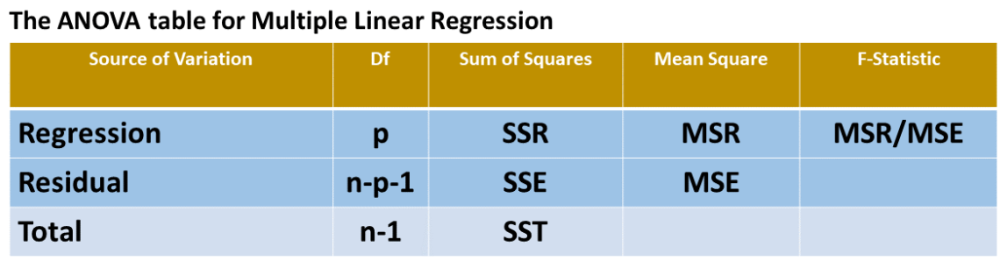 The ANOVA table for Multiple Linear Regression
Source of Variation Df Sum of Squares Mean Square F-Statistic
Regression p SSR MSR MSR/MSE
Residual n-p-1 SSE MSE
Total n-1 SST